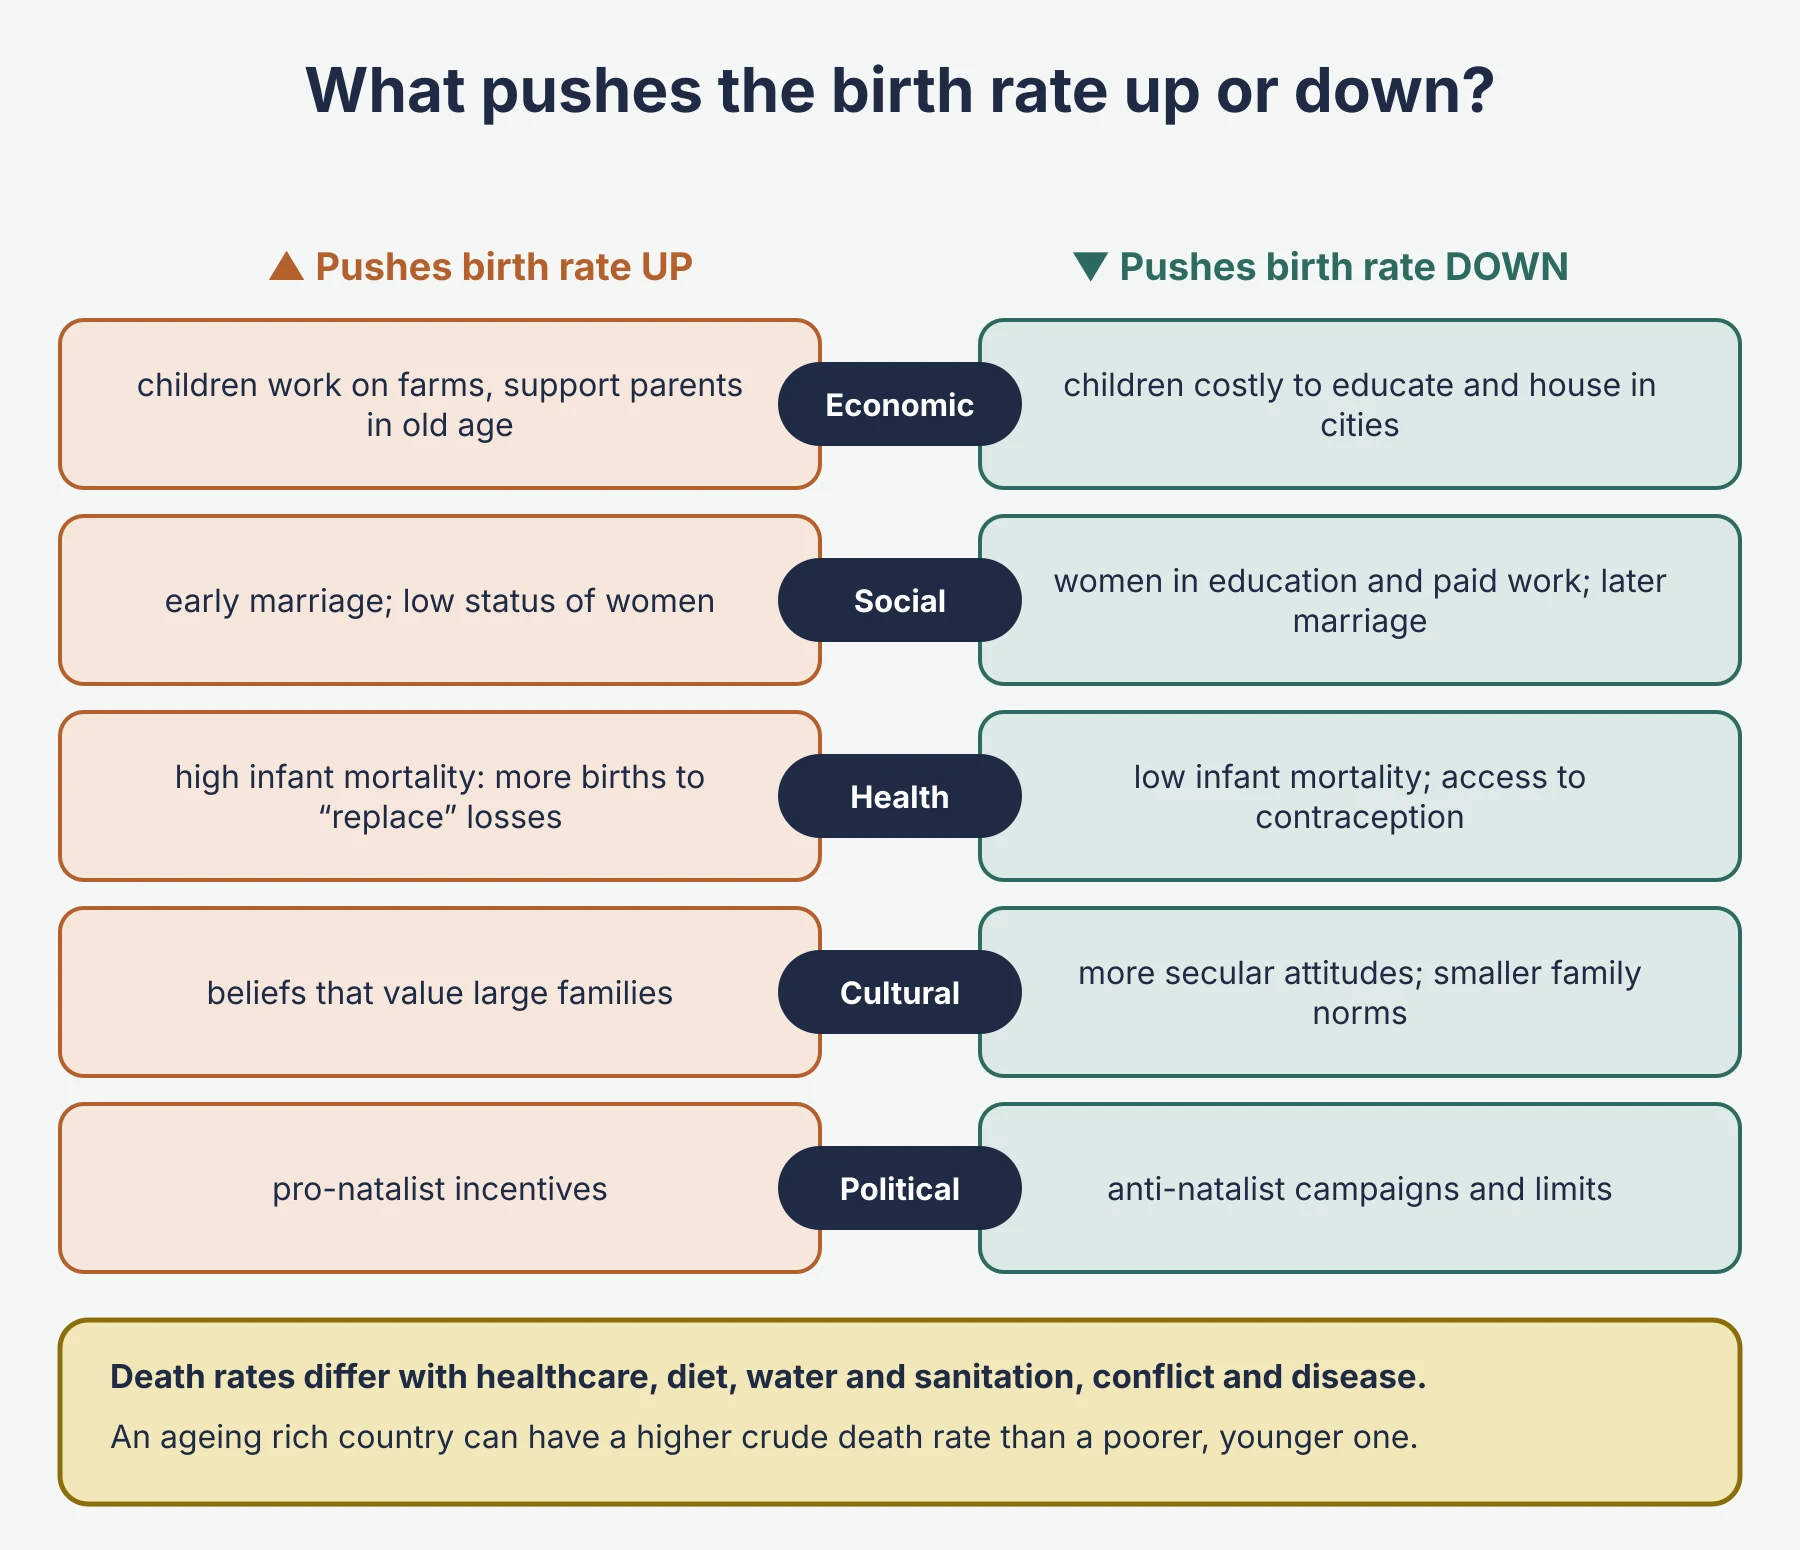 What pushes the birth rate up or down?
▲ Pushes birth rate UP
▼ Pushes birth rate DOWN
children work on farms, support parents
in old age
Economic
children costly to educate and house in
cities
early marriage; low status of women
Social
women in education and paid work; later
marriage
high infant mortality: more births to
“replace” losses
Health
low infant mortality; access to
contraception
beliefs that value large families
Cultural
more secular attitudes; smaller family
norms
pro-natalist incentives
Political
anti-natalist campaigns and limits
Death rates differ with healthcare, diet, water and sanitation, conflict and disease.
An ageing rich country can have a higher crude death rate than a poorer, younger one.